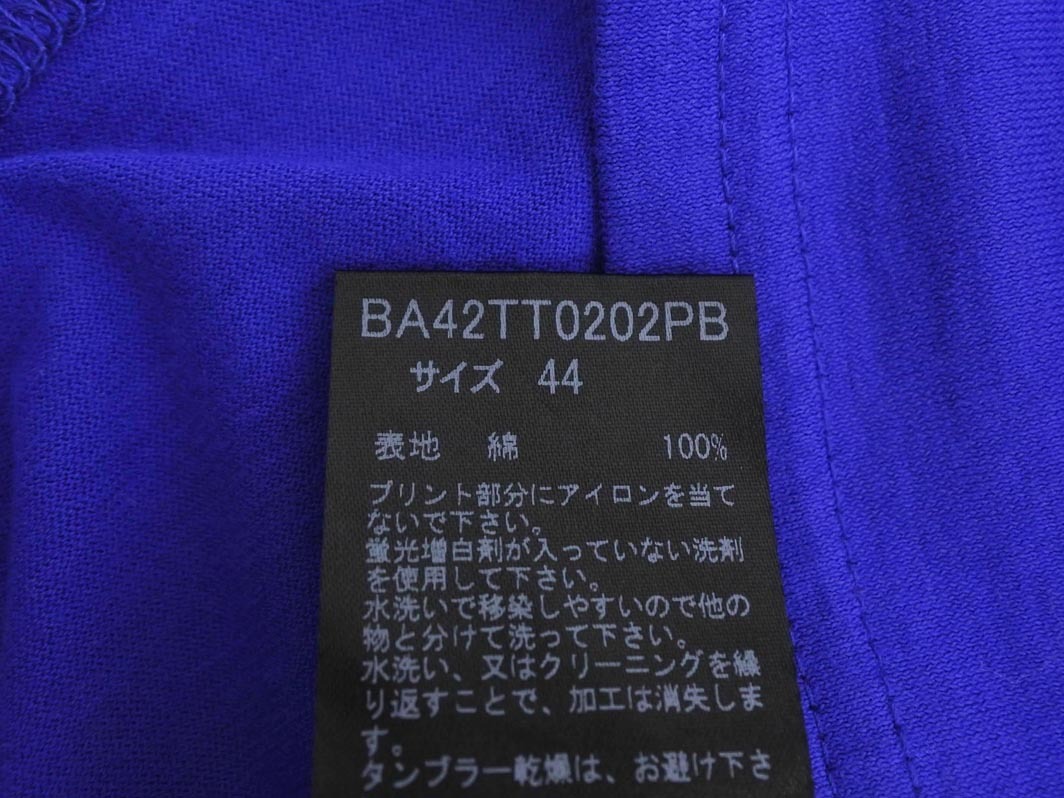 BA42TT0202PB
サイズ 44
表地 綿 100%
プリント部分にアイロンを当て
ないで下さい。
蛍光増白剤が入っていない洗剤
を使用して下さい。
水洗いで移染しやすいので他の
物と分けて洗って下さい。
水洗い、又はクリーニングを繰
り返すことで、加工は消失しま
す。
タンブラー乾燥は、お避け下さ